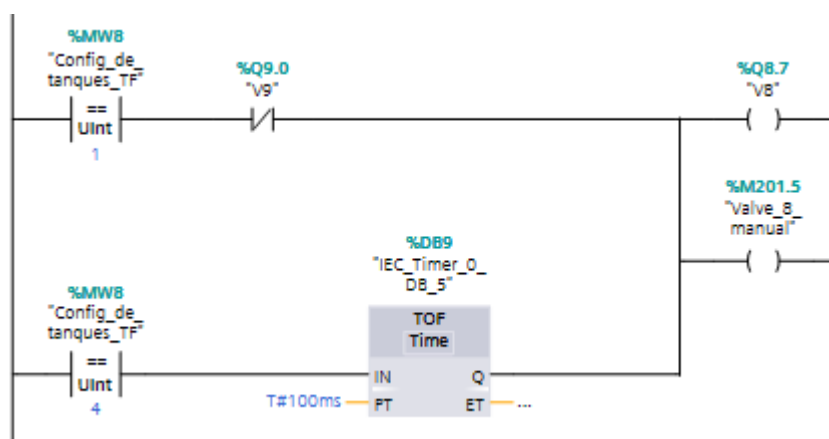 %MW8
"Config_de_
tanques_TF"
==
UInt
1
%Q9.0
"V9"
%Q8.7
"V8"
%M201.5
"Valve_8_
manual"
%DB9
"IEC_Timer_0_
DB_5"
TOF
Time
IN Q
T#100ms PT ET ...
%MW8
"Config_de_
tanques_TF"
==
UInt
4